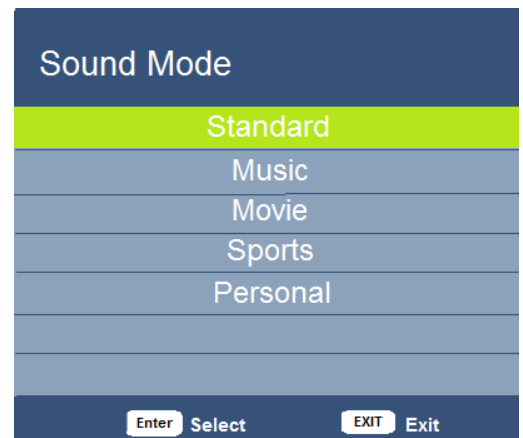 Sound Mode
Standard
Music
Movie
Sports
Personal
Enter Select EXIT Exit